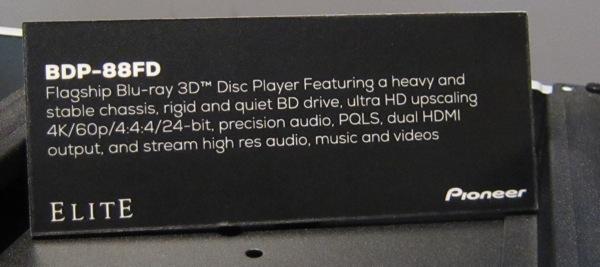 BDP-88FD
Flagship Blu-ray 3D™ Disc Player Featuring a heavy and
stable chassis, rigid and quiet BD drive, ultra HD upscaling
4K/60p/4:4:4/24-bit, precision audio, PQLS, dual HDMI
output, and stream high res audio, music and videos
ELITE
Pioneer